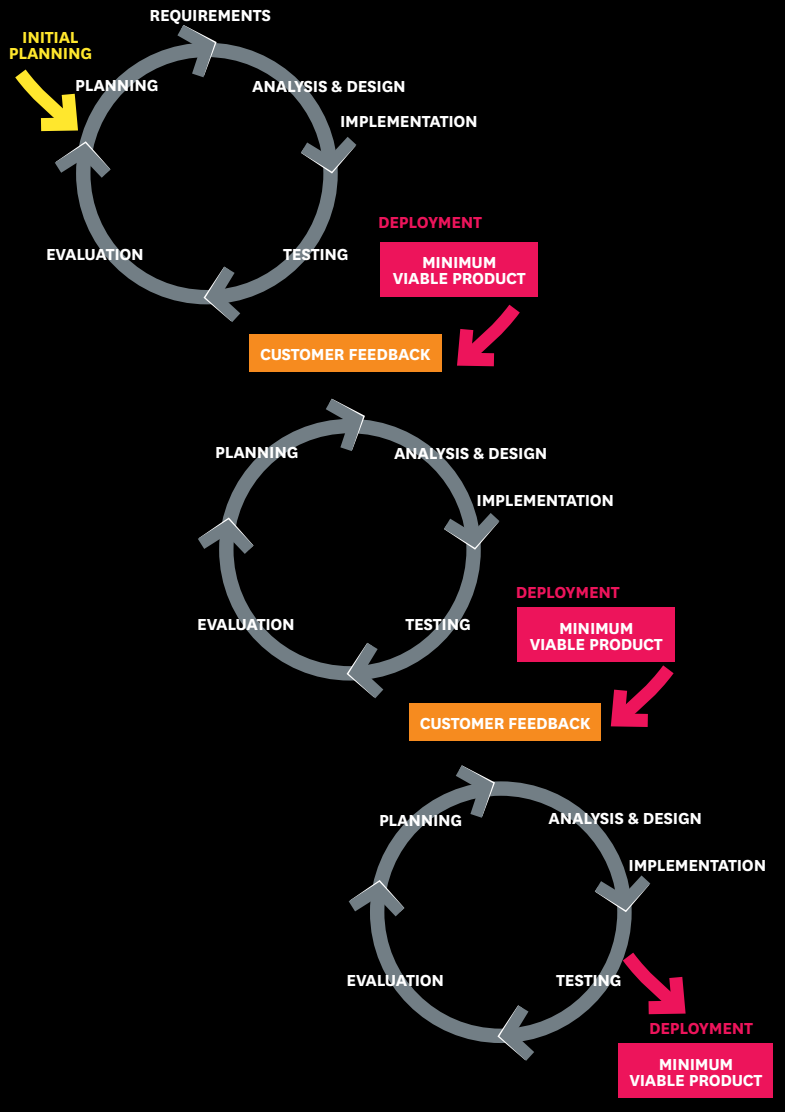 REQUIREMENTS
INITIAL
PLANNING
PLANNING
ANALYSIS & DESIGN
IMPLEMENTATION
DEPLOYMENT
MINIMUM
VIABLE PRODUCT
EVALUATION
TESTING
CUSTOMER FEEDBACK
PLANNING
ANALYSIS & DESIGN
IMPLEMENTATION
DEPLOYMENT
MINIMUM
VIABLE PRODUCT
EVALUATION
TESTING
CUSTOMER FEEDBACK
PLANNING
ANALYSIS & DESIGN
IMPLEMENTATION
EVALUATION
TESTING
DEPLOYMENT
MINIMUM
VIABLE PRODUCT